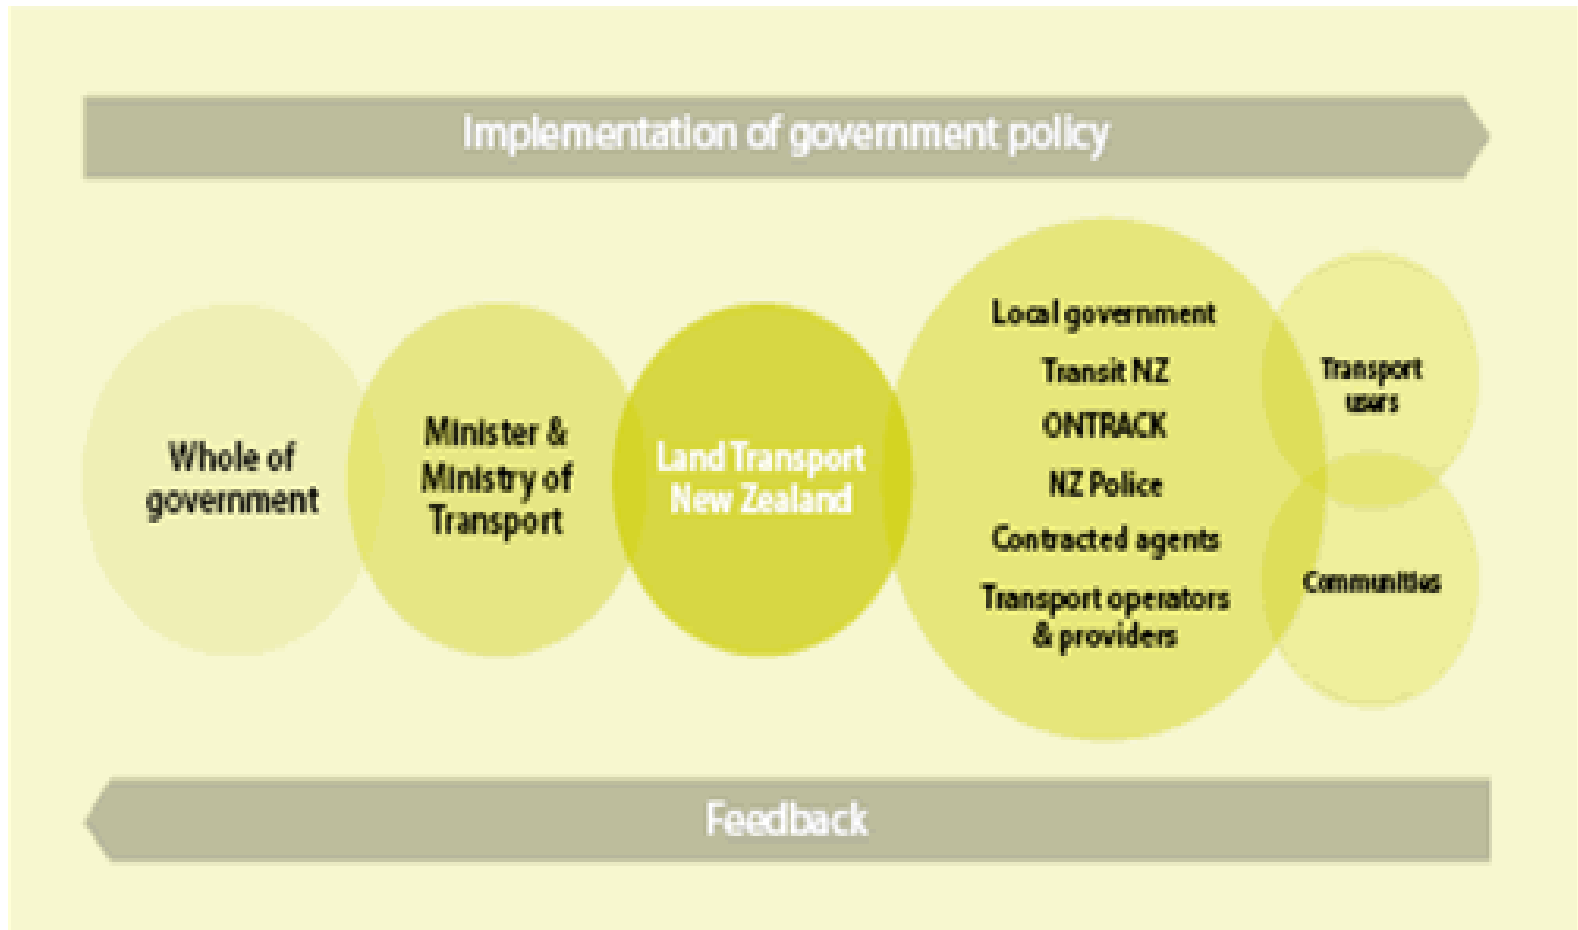 Implementation of government policy
Whole of
government
Minister &
Ministry of
Transport
Land Transport
New Zealand
Local government
Transit NZ
ONTRACK
NZ Police
Contracted agents
Transport operators
& providers
Transport
users
Communities
Feedback